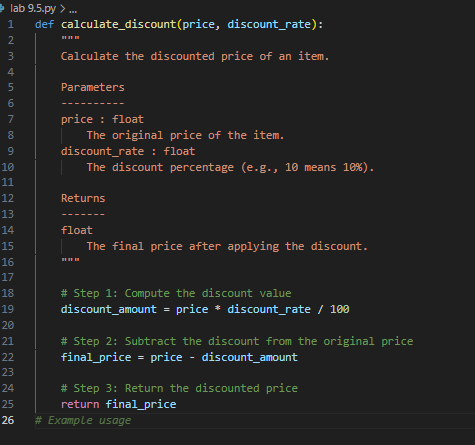 lab 9.5.py > ...
1 def calculate_discount(price, discount_rate):
2 """
3 Calculate the discounted price of an item.
4
5 Parameters
6 ----------
7 price : float
8 The original price of the item.
9 discount_rate : float
10 The discount percentage (e.g., 10 means 10%).
11
12 Returns
13 -------
14 float
15 The final price after applying the discount.
16 """
17
18 # Step 1: Compute the discount value
19 discount_amount = price * discount_rate / 100
20
21 # Step 2: Subtract the discount from the original price
22 final_price = price - discount_amount
23
24 # Step 3: Return the discounted price
25 return final_price
26 # Example usage